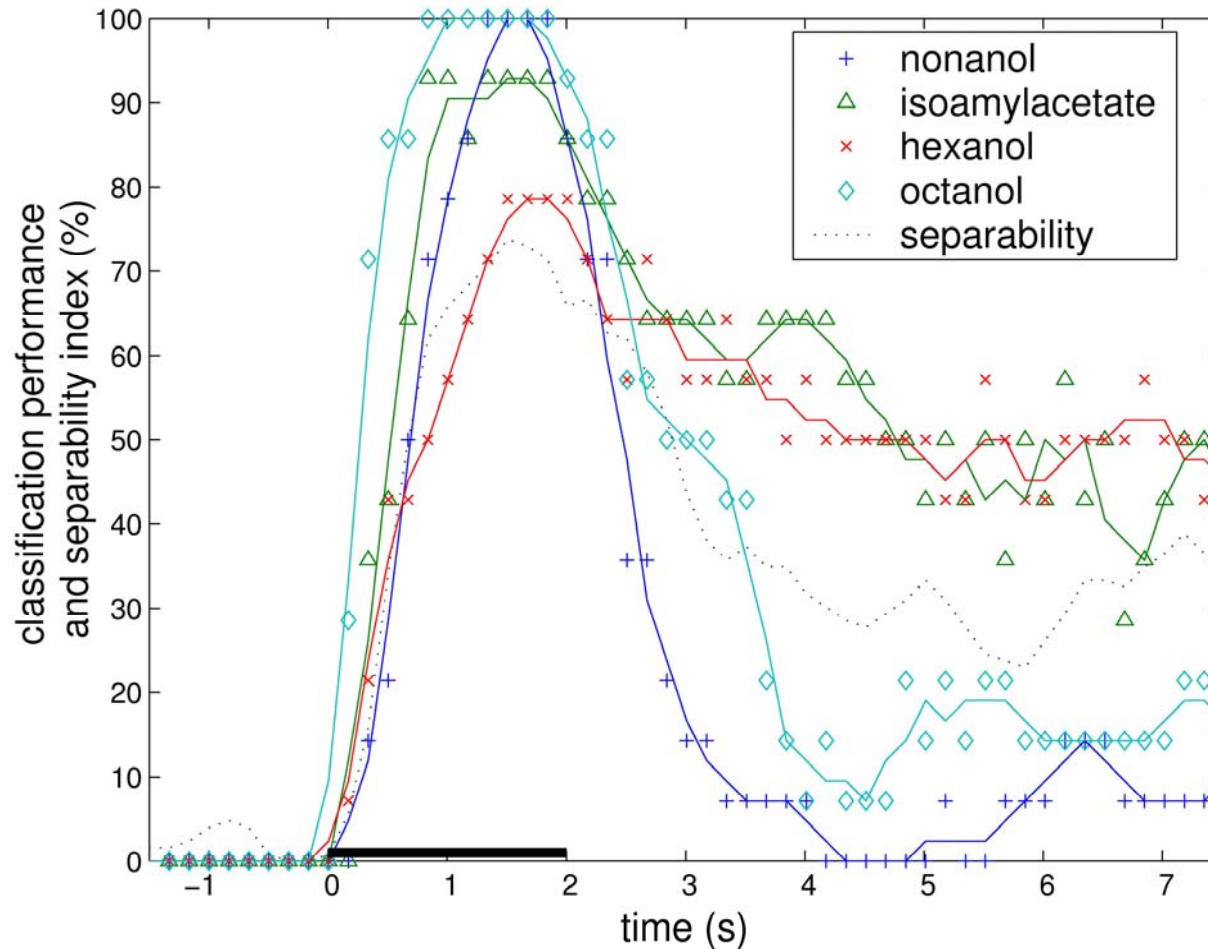 100
90
80
70
60
50
40
30
20
10
0
classification performance
and separability index (%)
nonanol
isoamylacetate
hexanol
octanol
separability
−1
0
1
2
3
4
5
6
7
time (s)